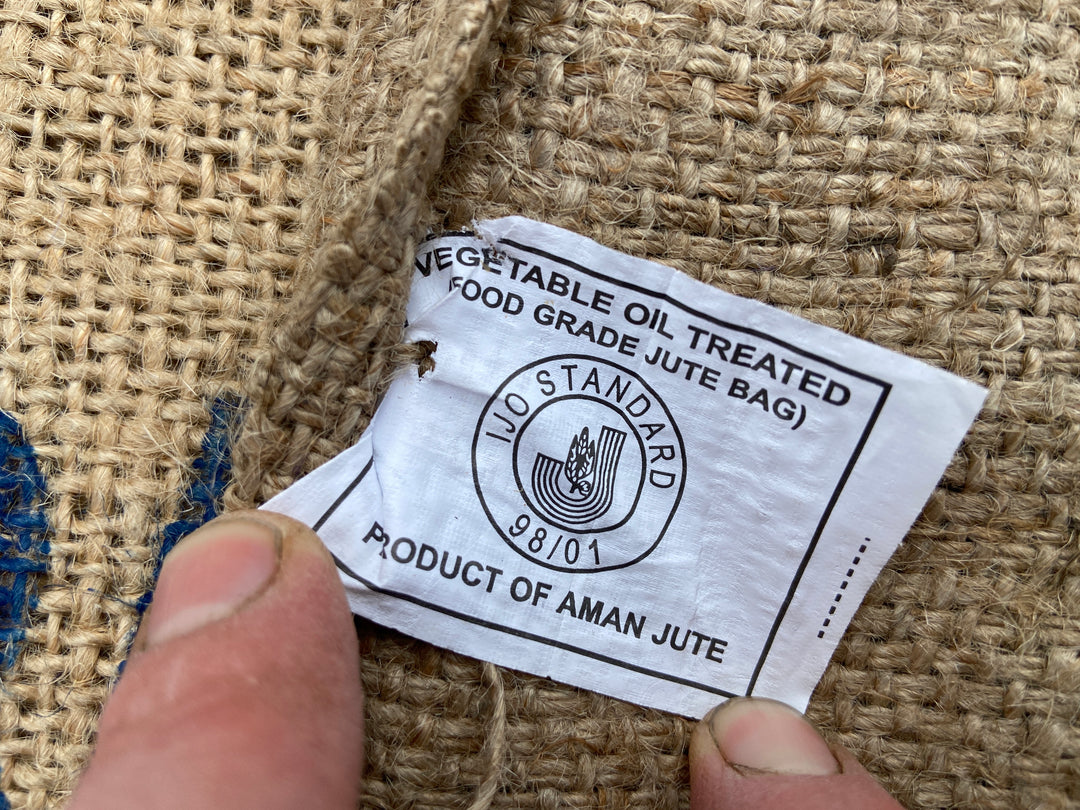 VEGETABLE OIL TREATED
(FOOD GRADE JUTE BAG)
IJO STANDARD
98/01
PRODUCT OF AMAN JUTE